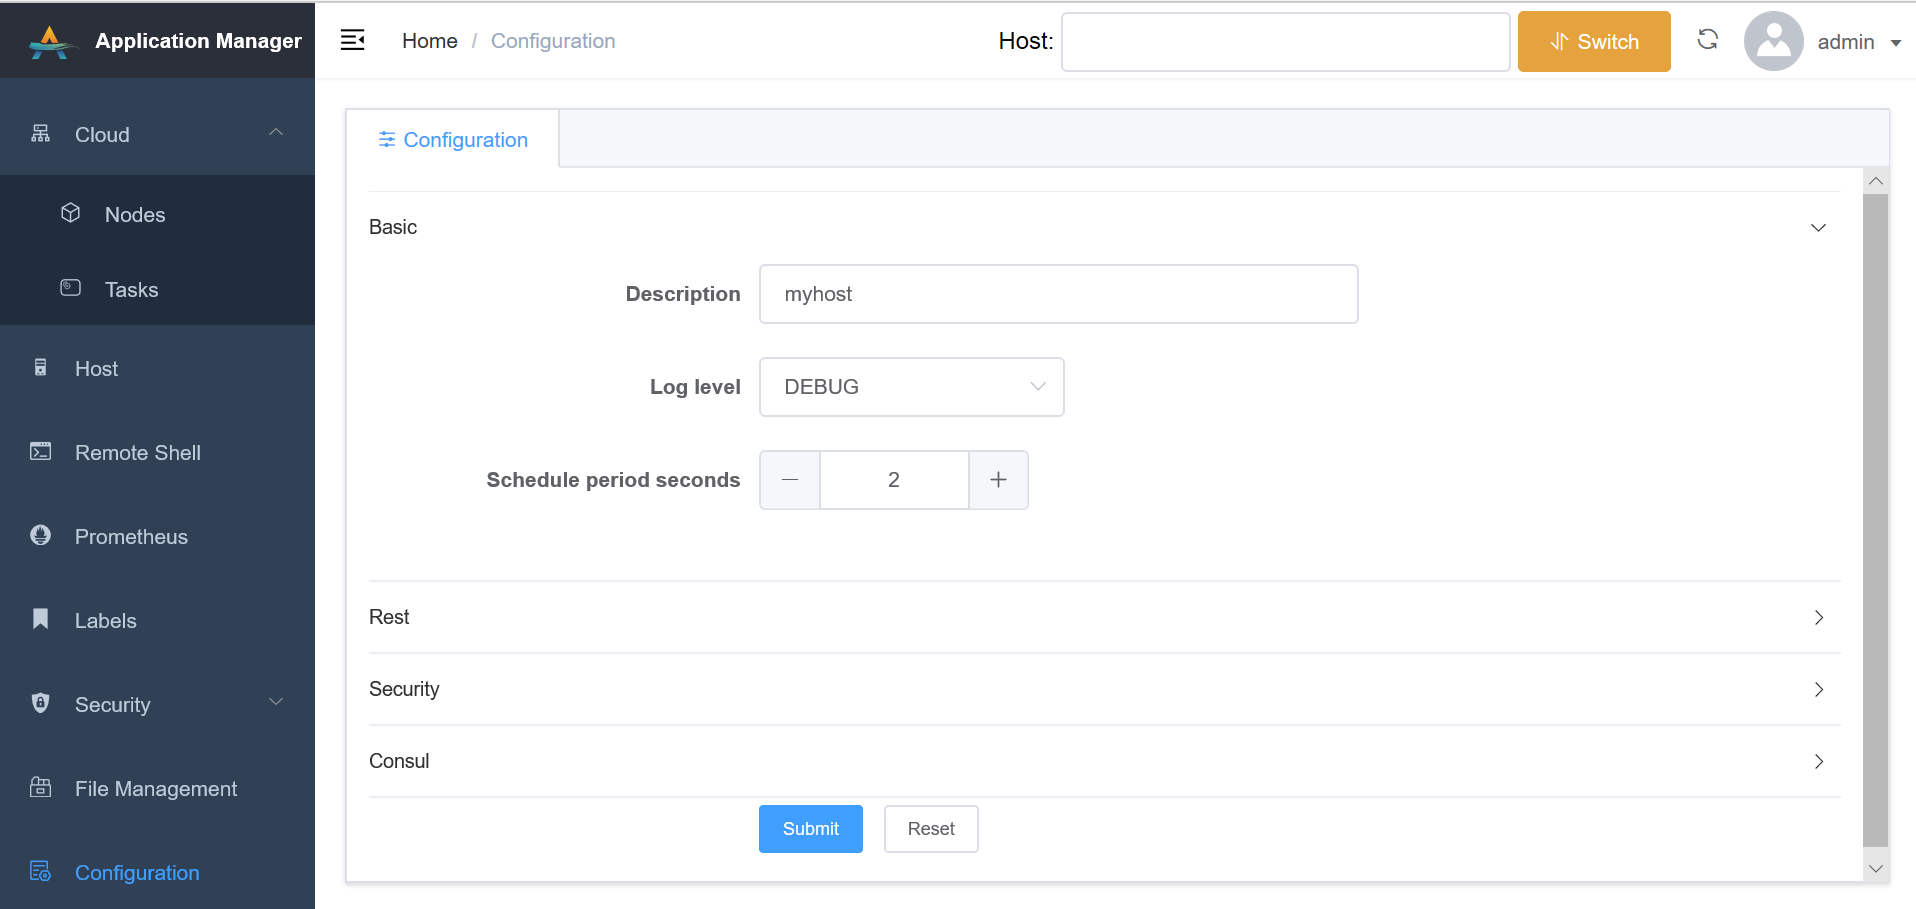 Application Manager
Home / Configuration
Host:
Switch
admin
Cloud
Nodes
Tasks
Host
Remote Shell
Prometheus
Labels
Security
File Management
Configuration
Configuration
Basic
Description myhost
Log level DEBUG
Schedule period seconds — 2 +
Rest
Security
Consul
Submit Reset